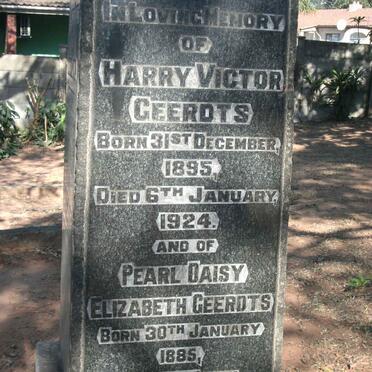 In Loving Memory
of
Harry Victor
Geerdts
Born 31st December,
1895.
Died 6th January,
1924.
and of
Pearl Daisy
Elizabeth Geerdts
Born 30th January
1885,